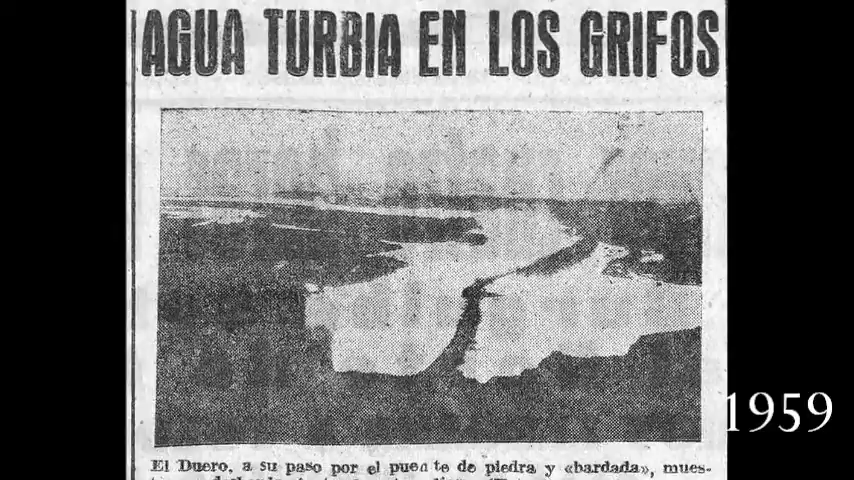 AGUA TURBIA EN LOS GRIFOS
1959
El Duero, a su paso por el puente de piedra y «bardada», mues-